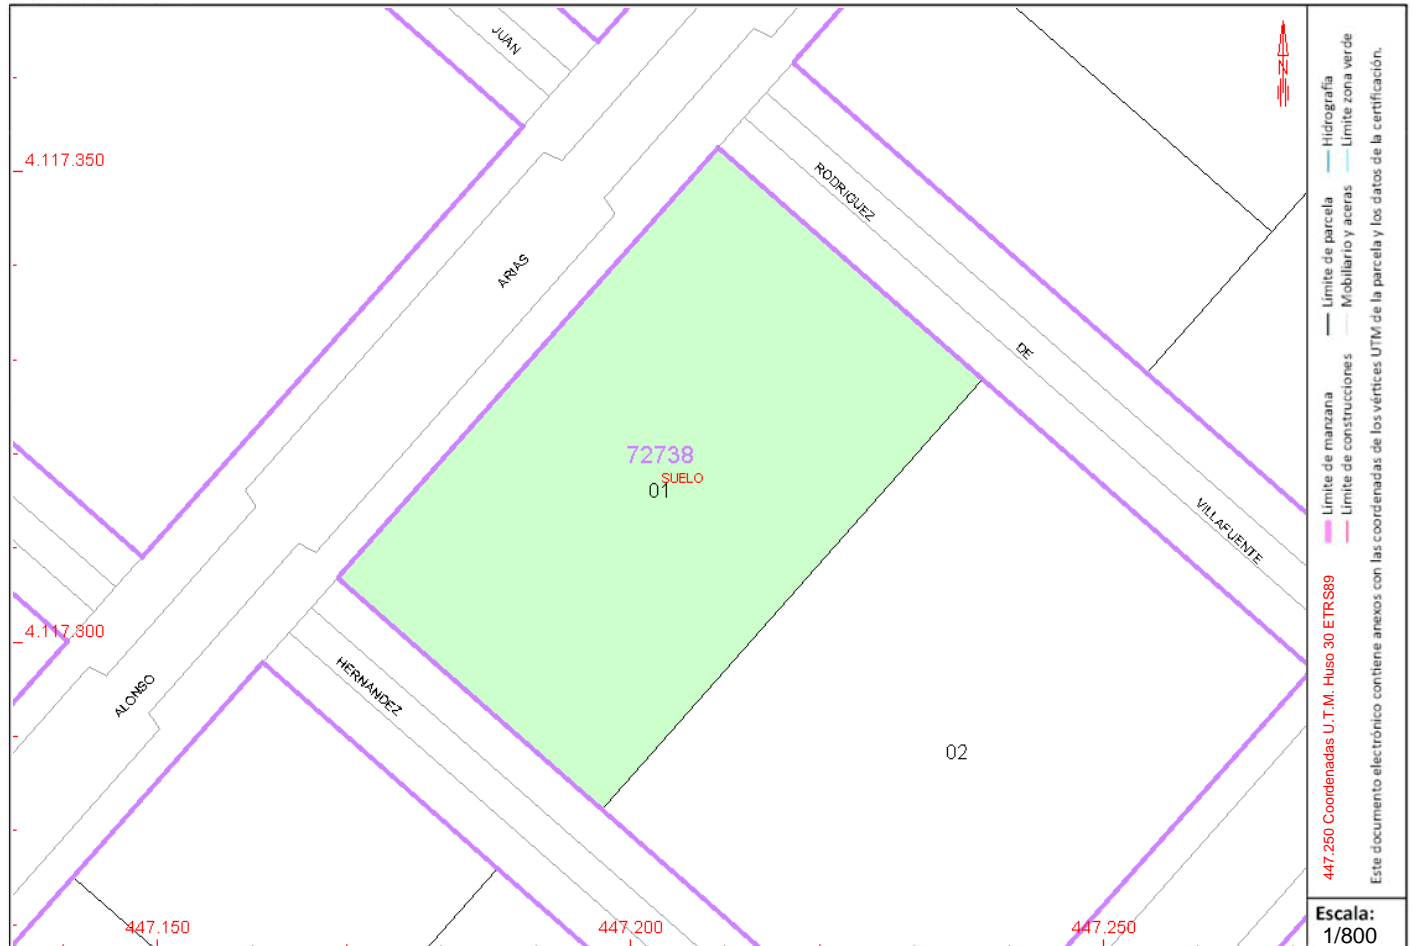 JUAN
4.117.350
RODRIGUEZ
ARIAS
DE
72738
SUELO
01
VILLAFUENTE
4.117.300
HERNANDEZ
ALONSO
02
447.150
447.200
447.250
N
Límite de manzana
Límite de parcela
Hidrografía
Límite de construcciones
Mobiliario y aceras
Límite zona verde
447.250 Coordenadas U.T.M. Huso 30 ETRS89
Este documento electrónico contiene anexos con las coordenadas de los vértices UTM de la parcela y los datos de la certificación.
Escala:
1/800